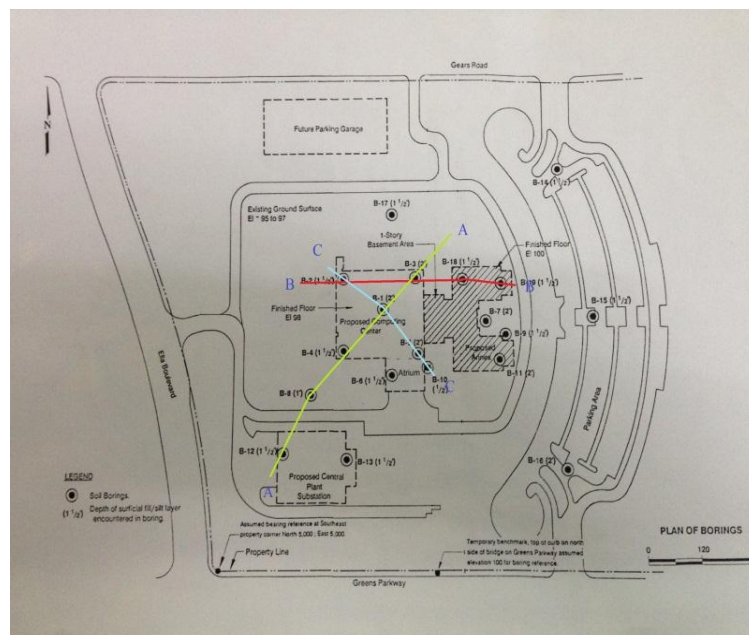 Gears Road
N
Future Parking Garage
B-17 (1 1/2')
B-14 (1 1/2')
Existing Ground Surface
El ~ 95 to 97
A
1-Story
Basement Area
Finished Floor
El 100
C
B-3 (2')
B-18 (1 1/2')
B
B-2 (1 1/2')
B-19 (1 1/2')
B
B-1 (2')
Finished Floor
El 98
Proposed Computing
Center
B-7 (2')
B-15 (1 1/2')
B-9 (1 1/2')
B-4 (1 1/2')
Proposed
Annex
B-11 (2')
B-6 (1 1/2')
Atrium
B-10
(1/2')
C
Ella Boulevard
B-8 (1')
Parking Area
B-12 (1 1/2')
B-13 (1 1/2')
B-16 (2')
A
Proposed Central
Plant
Substation
LEGEND
Soil Borings.
(1 1/2') Depth of surficial fill/silt layer
encountered in boring.
Assumed bearing reference at Southeast
property corner North 5,000 ; East 5,000.
Property Line
Temporary benchmark, top of curb on north
side of bridge on Greens Parkway assumed
elevation 100 for boring reference.
PLAN OF BORINGS
0 120
Greens Parkway